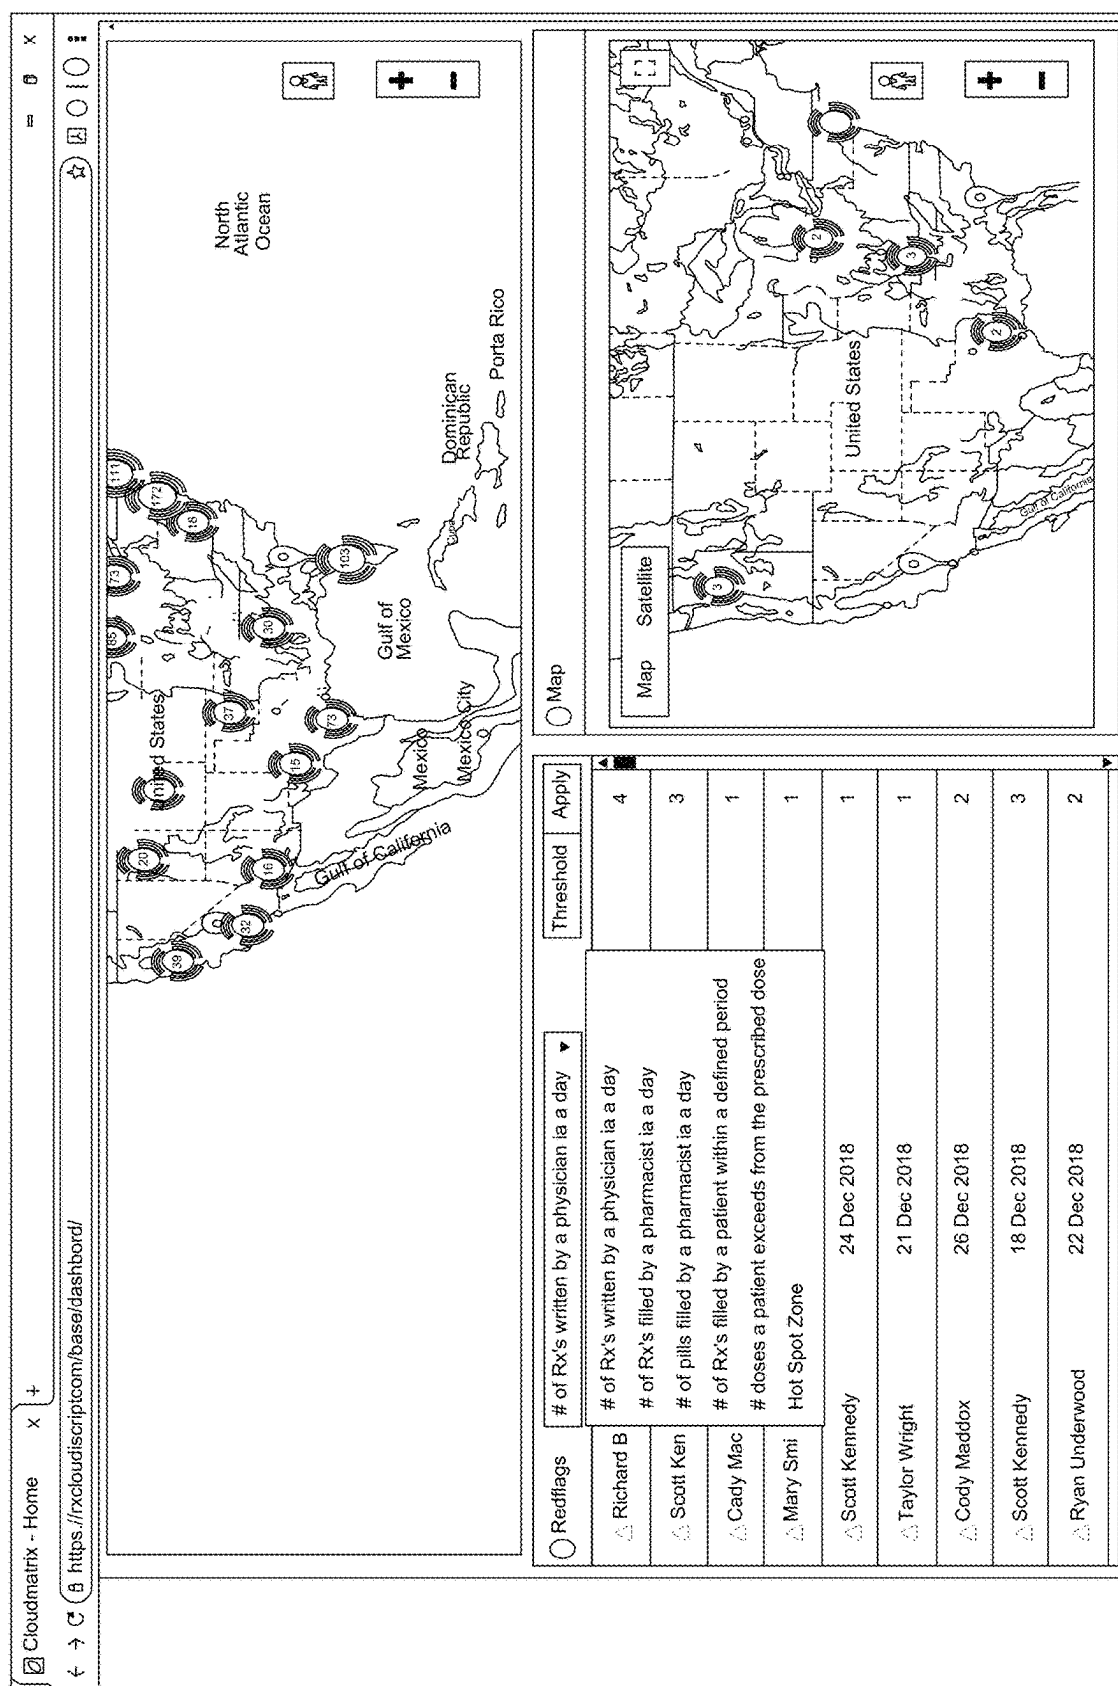 Cloudmatrix - Home X +
https://rxcloudiscriptcom/base/dashbord/
North
Atlantic
Ocean
111
172
18
73
85
103
30
37
73
15
20
16
32
39
United States
Gulf of
Mexico
Mexico
Mexico City
Gulf of California
Cuba
Dominican
Republic
Porta Rico
Redflags
# of Rx's written by a physician ia a day
Threshold
Apply
# of Rx's written by a physician ia a day
# of Rx's filled by a pharmacist ia a day
# of pills filled by a pharmacist ia a day
# of Rx's filled by a patient within a defined period
# doses a patient exceeds from the prescribed dose
Hot Spot Zone
Richard B 4
Scott Ken 3
Cady Mac 1
Mary Smi 1
Scott Kennedy 24 Dec 2018 1
Taylor Wright 21 Dec 2018 1
Cody Maddox 26 Dec 2018 2
Scott Kennedy 18 Dec 2018 3
Ryan Underwood 22 Dec 2018 2
Map
Map Satellite
United States
Gulf of California
3
2
3
2